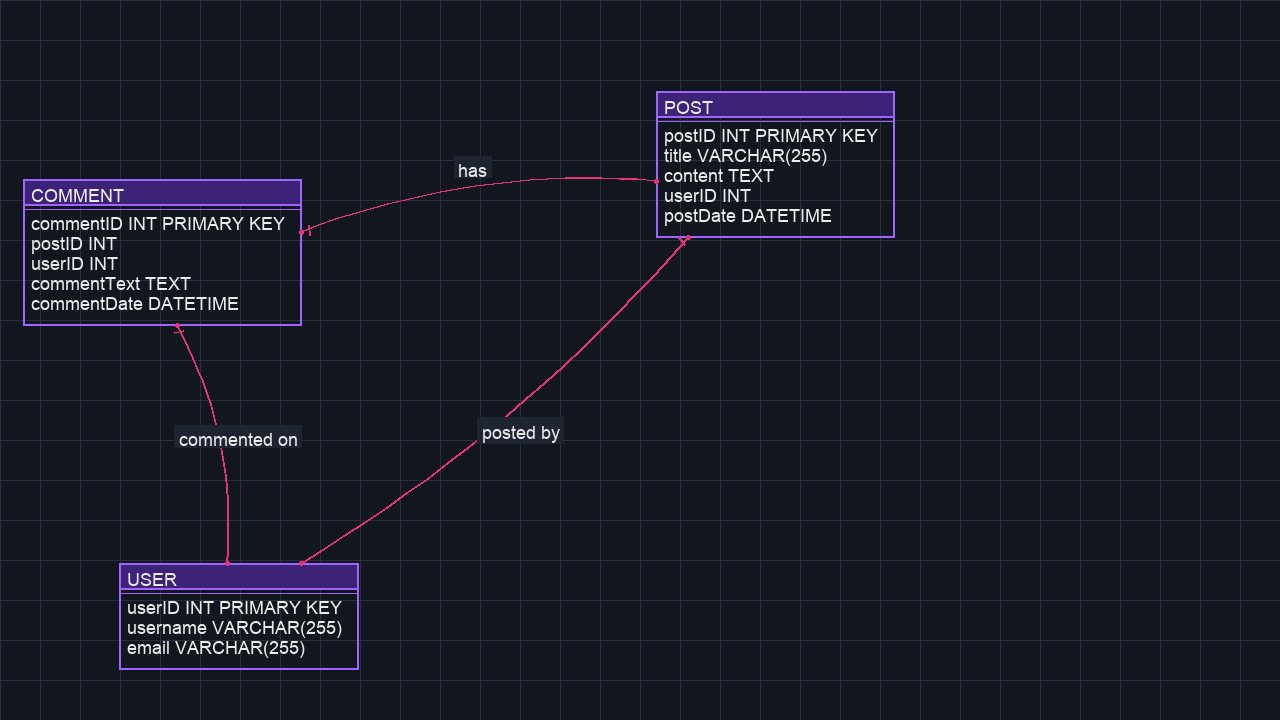 POST
postID INT PRIMARY KEY
title VARCHAR(255)
content TEXT
userID INT
postDate DATETIME
has
COMMENT
commentID INT PRIMARY KEY
postID INT
userID INT
commentText TEXT
commentDate DATETIME
posted by
commented on
USER
userID INT PRIMARY KEY
username VARCHAR(255)
email VARCHAR(255)